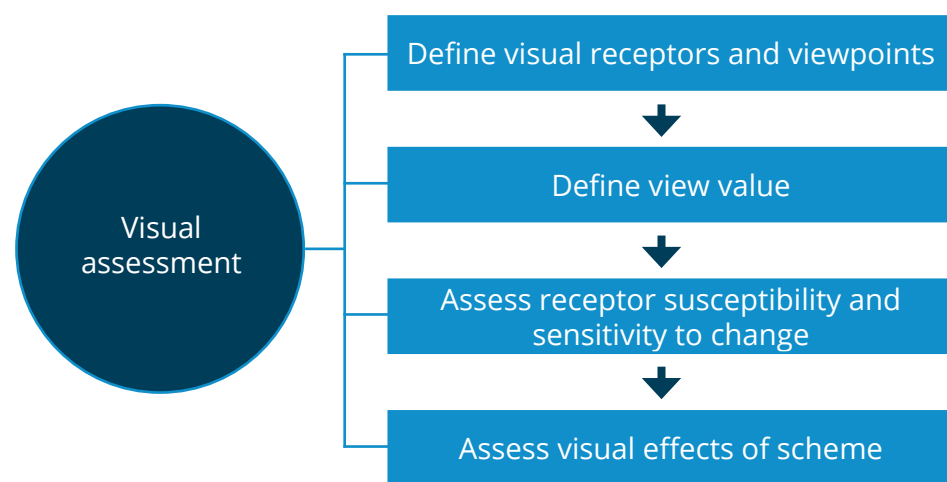 Visual
assessment
Define visual receptors and viewpoints
Define view value
Assess receptor susceptibility and
sensitivity to change
Assess visual effects of scheme